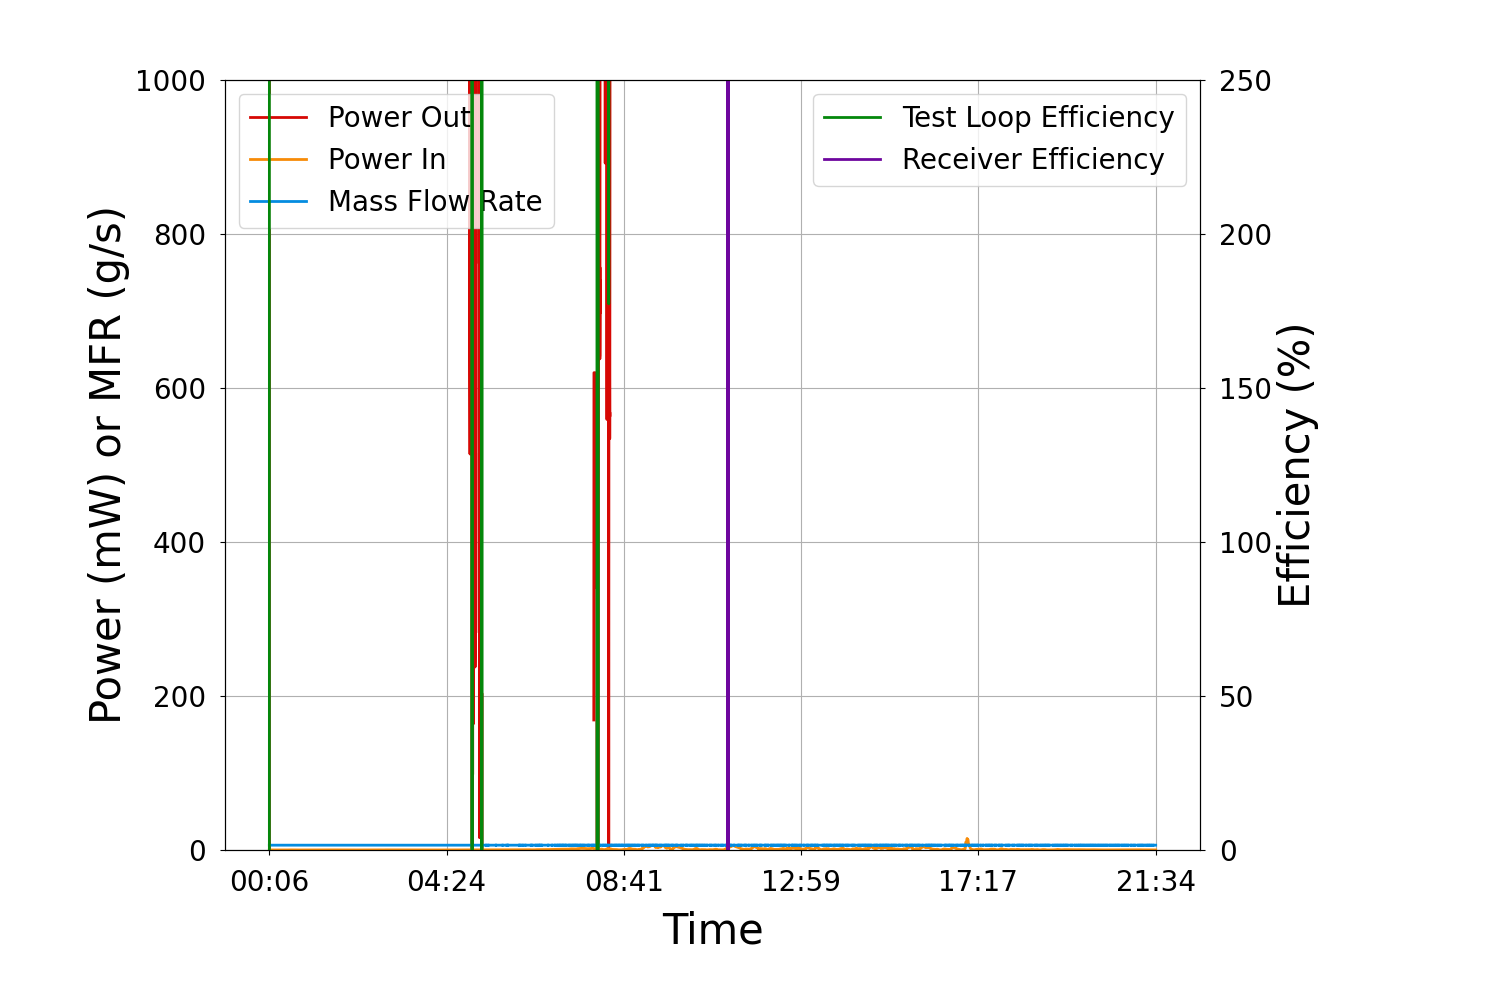 1000
800
600
400
200
0
Power (mW) or MFR (g/s)
Power Out
Power In
Mass Flow Rate
Test Loop Efficiency
Receiver Efficiency
250
200
150
100
50
0
Efficiency (%)
00:06 04:24 08:41 12:59 17:17 21:34
Time